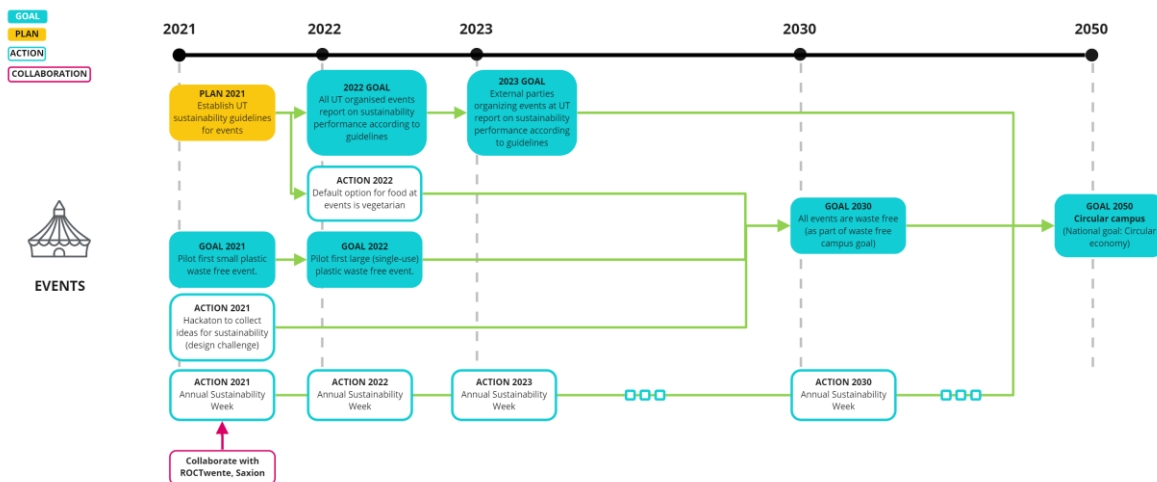 GOAL
PLAN
ACTION
COLLABORATION
2021
2022
2023
2030
2050
PLAN 2021
Establish UT
sustainability guidelines
for events
2022 GOAL
All UT organised events
report on sustainability
performance according to
guidelines
2023 GOAL
External parties
organizing events at UT
report on sustainability
performance according
to guidelines
ACTION 2022
Default option for food at
events is vegetarian
GOAL 2030
All events are waste free
(as part of waste free
campus goal)
GOAL 2050
Circular campus
(National goal: Circular
economy)
EVENTS
GOAL 2021
Pilot first small plastic
waste free event.
GOAL 2022
Pilot first large (single-use)
plastic waste free event.
ACTION 2021
Hackaton to collect
ideas for sustainability
(design challenge)
ACTION 2021
Annual Sustainability
Week
ACTION 2022
Annual Sustainability
Week
ACTION 2023
Annual Sustainability
Week
ACTION 2030
Annual Sustainability
Week
Collaborate with
ROCTwente, Saxion